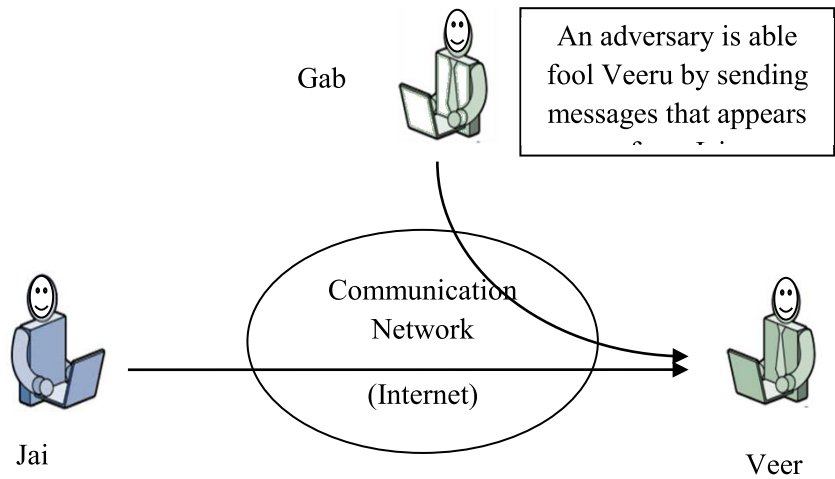 Gab
An adversary is able
fool Veeru by sending
messages that appears
Communication
Network
(Internet)
Jai
Veer